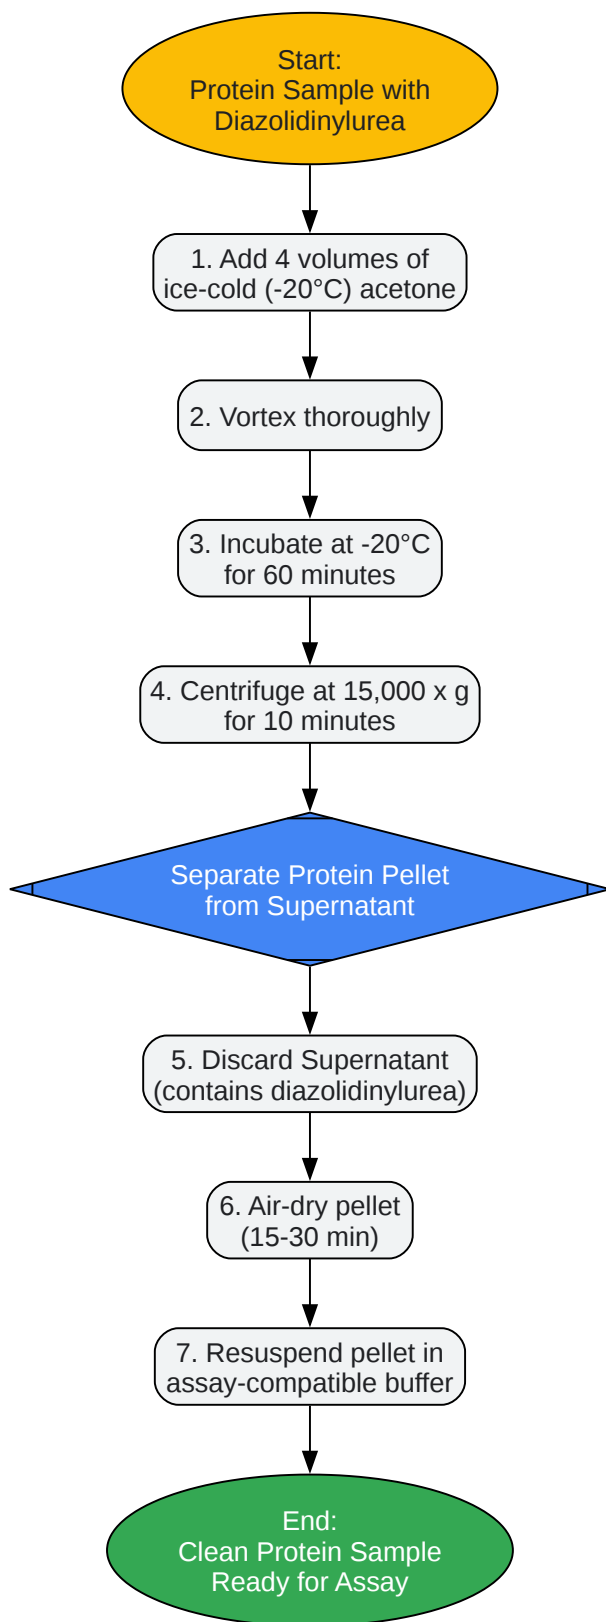 Start:
Protein Sample with
Diazolidinylurea
1. Add 4 volumes of
ice-cold (-20°C) acetone
2. Vortex thoroughly
3. Incubate at -20°C
for 60 minutes
4. Centrifuge at 15,000 x g
for 10 minutes
Separate Protein Pellet
from Supernatant
5. Discard Supernatant
(contains diazolidinylurea)
6. Air-dry pellet
(15-30 min)
7. Resuspend pellet in
assay-compatible buffer
End:
Clean Protein Sample
Ready for Assay